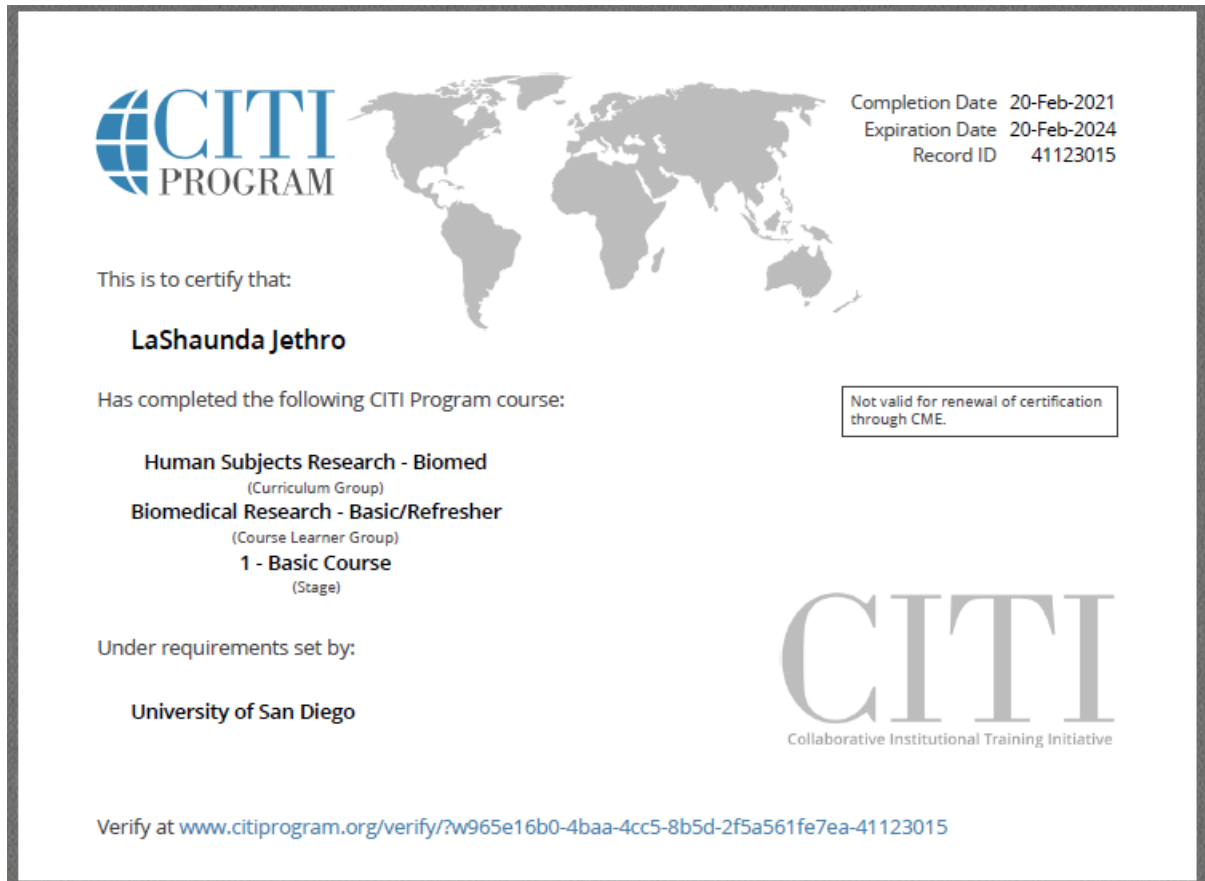 CITI
PROGRAM
Completion Date 20-Feb-2021
Expiration Date 20-Feb-2024
Record ID 41123015
This is to certify that:
LaShaunda Jethro
Has completed the following CITI Program course:
Not valid for renewal of certification
through CME.
Human Subjects Research - Biomed
(Curriculum Group)
Biomedical Research - Basic/Refresher
(Course Learner Group)
1 - Basic Course
(Stage)
Under requirements set by:
University of San Diego
CITI
Collaborative Institutional Training Initiative
Verify at www.citiprogram.org/verify/?w965e16b0-4baa-4cc5-8b5d-2f5a561fe7ea-41123015